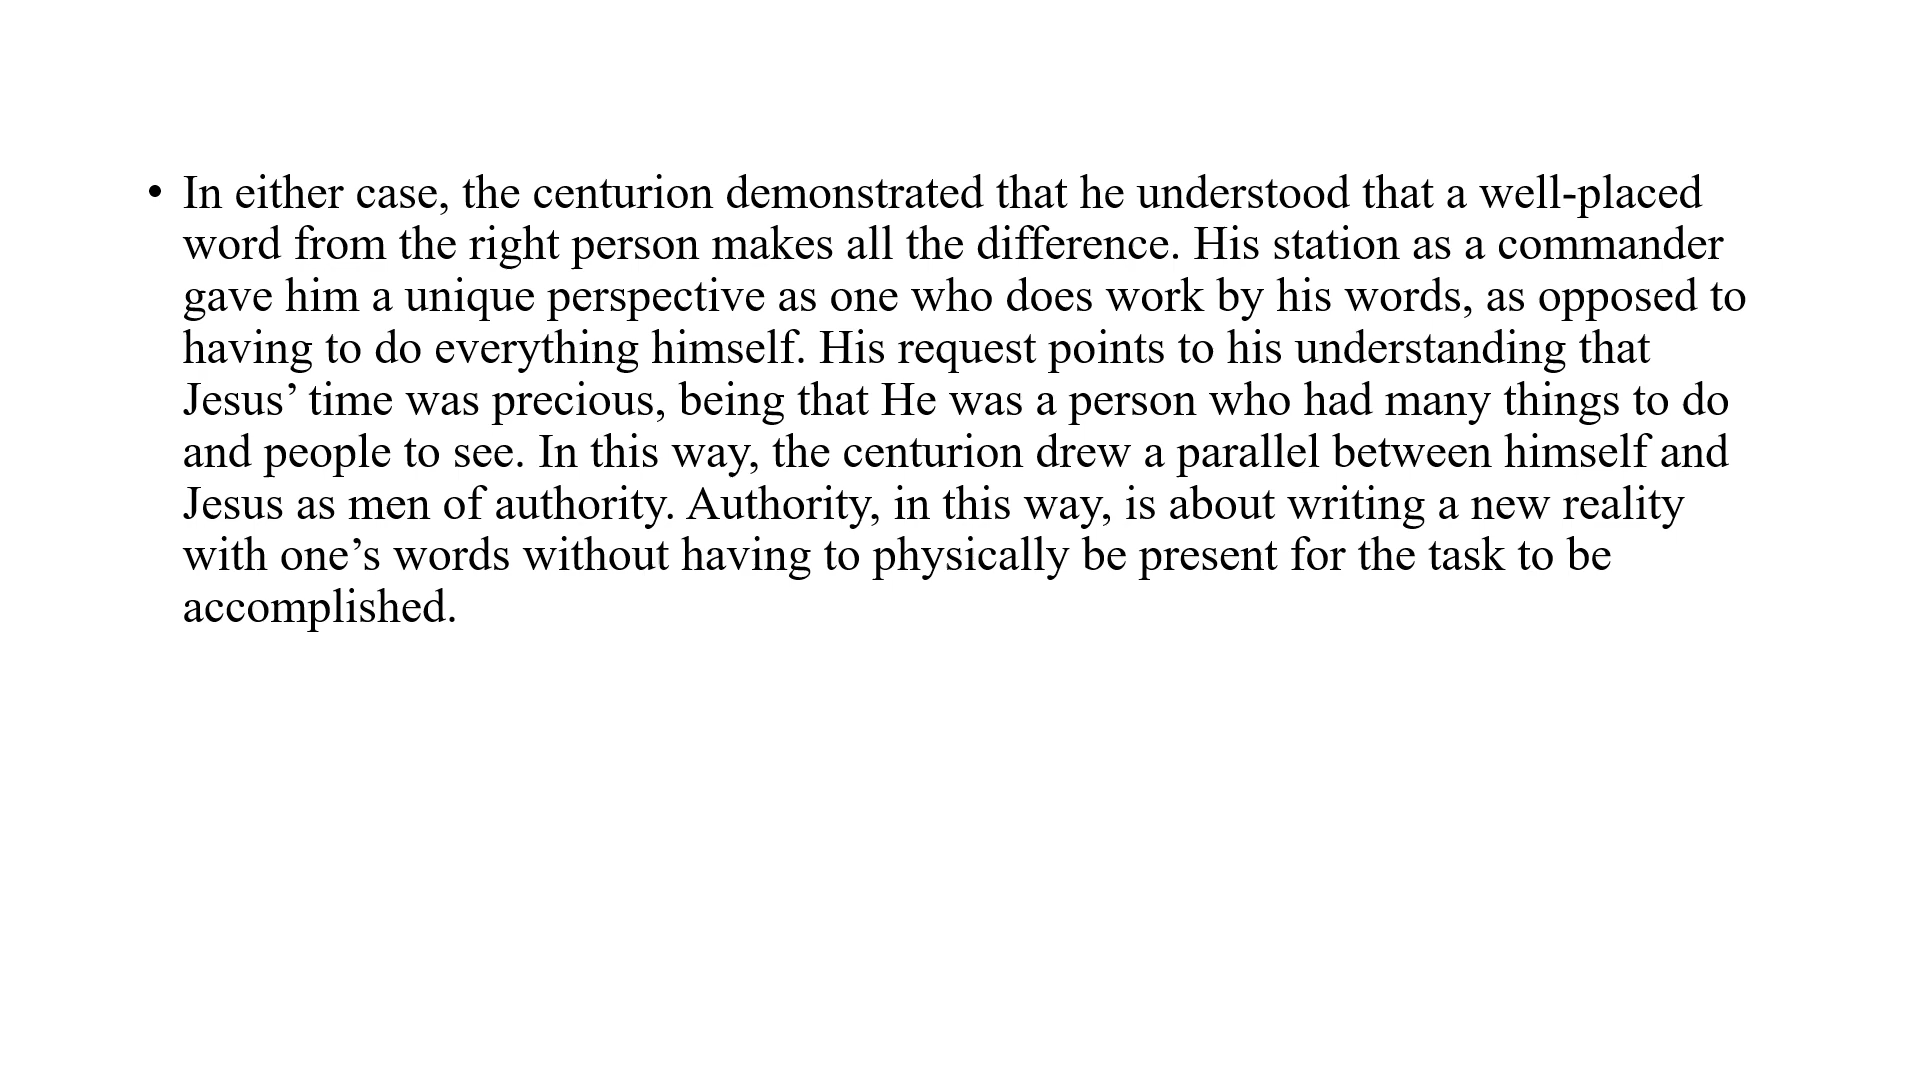 • In either case, the centurion demonstrated that he understood that a well-placed
word from the right person makes all the difference. His station as a commander
gave him a unique perspective as one who does work by his words, as opposed to
having to do everything himself. His request points to his understanding that
Jesus’ time was precious, being that He was a person who had many things to do
and people to see. In this way, the centurion drew a parallel between himself and
Jesus as men of authority. Authority, in this way, is about writing a new reality
with one’s words without having to physically be present for the task to be
accomplished.